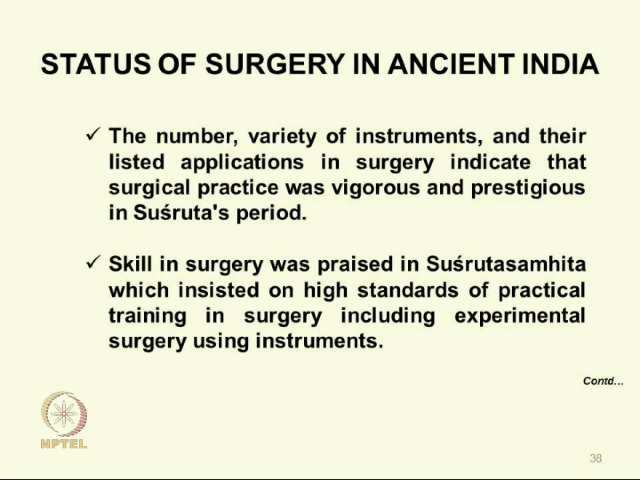 STATUS OF SURGERY IN ANCIENT INDIA
✓ The number, variety of instruments, and their
listed applications in surgery indicate that
surgical practice was vigorous and prestigious
in Suśruta's period.
✓ Skill in surgery was praised in Suśrutasamhita
which insisted on high standards of practical
training in surgery including experimental
surgery using instruments.
Contd...
NPTEL
38